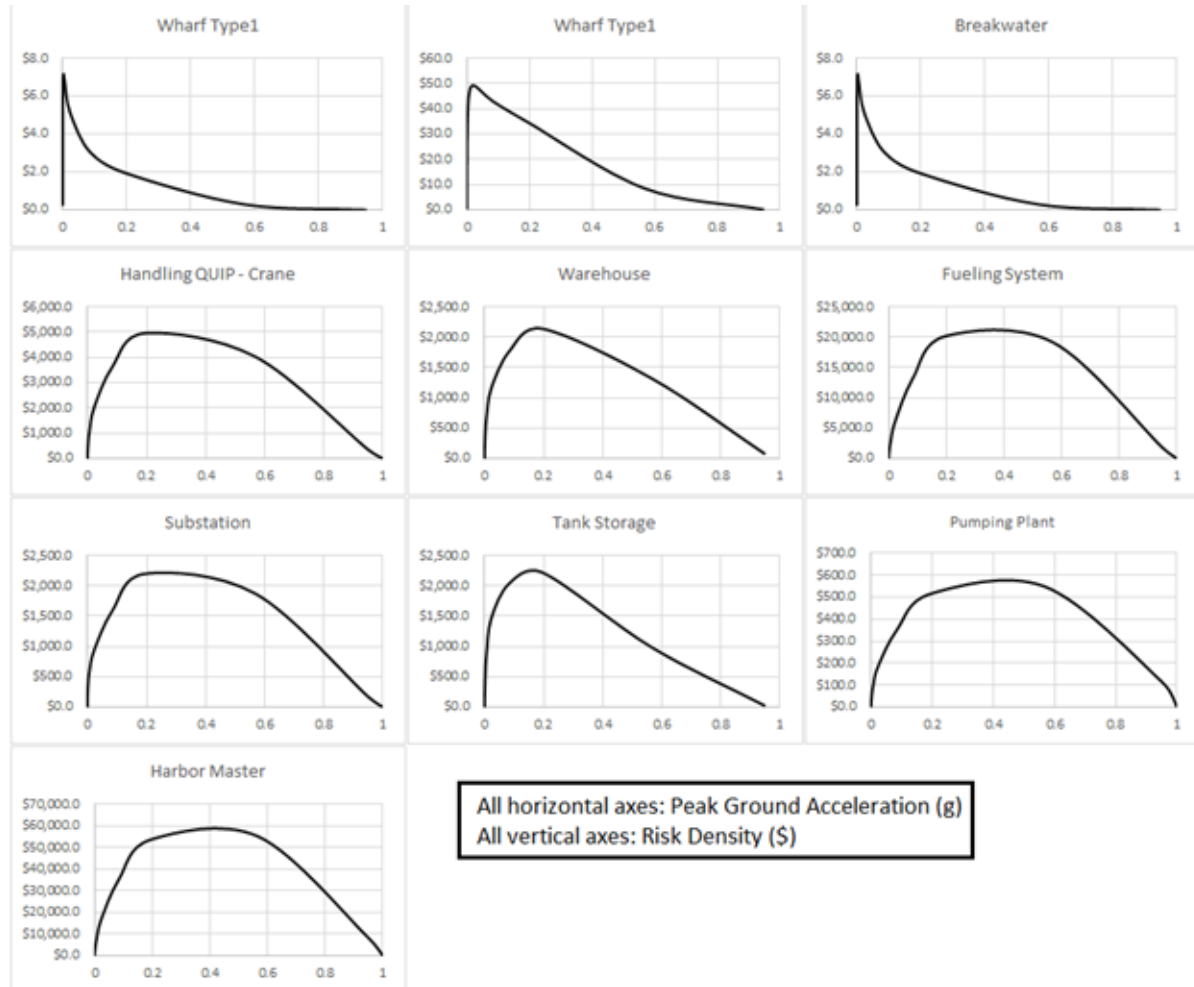 Wharf Type1
$8.0
$6.0
$4.0
$2.0
$0.0
0 0.2 0.4 0.6 0.8 1
Wharf Type1
$60.0
$50.0
$40.0
$30.0
$20.0
$10.0
$0.0
0 0.2 0.4 0.6 0.8 1
Breakwater
$8.0
$6.0
$4.0
$2.0
$0.0
0 0.2 0.4 0.6 0.8 1
Handling QUIP - Crane
$6,000.0
$5,000.0
$4,000.0
$3,000.0
$2,000.0
$1,000.0
$0.0
0 0.2 0.4 0.6 0.8 1
Warehouse
$2,500.0
$2,000.0
$1,500.0
$1,000.0
$500.0
$0.0
0 0.2 0.4 0.6 0.8 1
Fueling System
$25,000.0
$20,000.0
$15,000.0
$10,000.0
$5,000.0
$0.0
0 0.2 0.4 0.6 0.8 1
Substation
$2,500.0
$2,000.0
$1,500.0
$1,000.0
$500.0
$0.0
0 0.2 0.4 0.6 0.8 1
Tank Storage
$2,500.0
$2,000.0
$1,500.0
$1,000.0
$500.0
$0.0
0 0.2 0.4 0.6 0.8 1
Pumping Plant
$700.0
$600.0
$500.0
$400.0
$300.0
$200.0
$100.0
$0.0
0 0.2 0.4 0.6 0.8 1
Harbor Master
$70,000.0
$60,000.0
$50,000.0
$40,000.0
$30,000.0
$20,000.0
$10,000.0
$0.0
0 0.2 0.4 0.6 0.8 1
All horizontal axes: Peak Ground Acceleration (g)
All vertical axes: Risk Density ($)